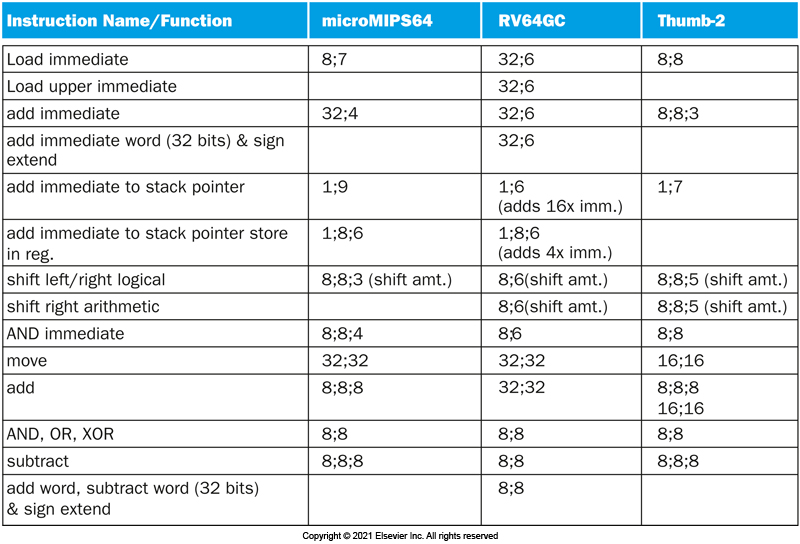 Instruction Name/Function microMIPS64 RV64GC Thumb-2
Load immediate 8;7 32;6 8;8
Load upper immediate 32;6
add immediate 32;4 32;6 8;8;3
add immediate word (32 bits) & sign 32;6
extend
add immediate to stack pointer 1;9 1;6 1;7
(adds 16x imm.)
add immediate to stack pointer store 1;8;6 1;8;6
in reg. (adds 4x imm.)
shift left/right logical 8;8;3 (shift amt.) 8;6(shift amt.) 8;8;5 (shift amt.)
shift right arithmetic 8;6(shift amt.) 8;8;5 (shift amt.)
AND immediate 8;8;4 8;6 8;8
move 32;32 32;32 16;16
add 8;8;8 32;32 8;8;8
16;16
AND, OR, XOR 8;8 8;8 8;8
subtract 8;8;8 8;8 8;8;8
add word, subtract word (32 bits) 8;8
& sign extend
Copyright © 2021 Elsevier Inc. All rights reserved